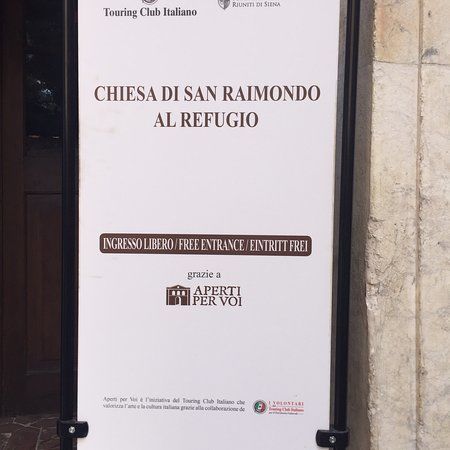 Touring Club Italiano
RIUNITI DI SIENA
CHIESA DI SAN RAIMONDO
AL REFUGIO
INGRESSO LIBERO / FREE ENTRANCE / EINTRITT FREI
grazie a
APERTI
PER VOI
Aperti per Voi è l'iniziativa del Touring Club Italiano che
valorizza l'arte e la cultura italiana grazie alla collaborazione de
I VOLONTARI
Touring Club Italiano